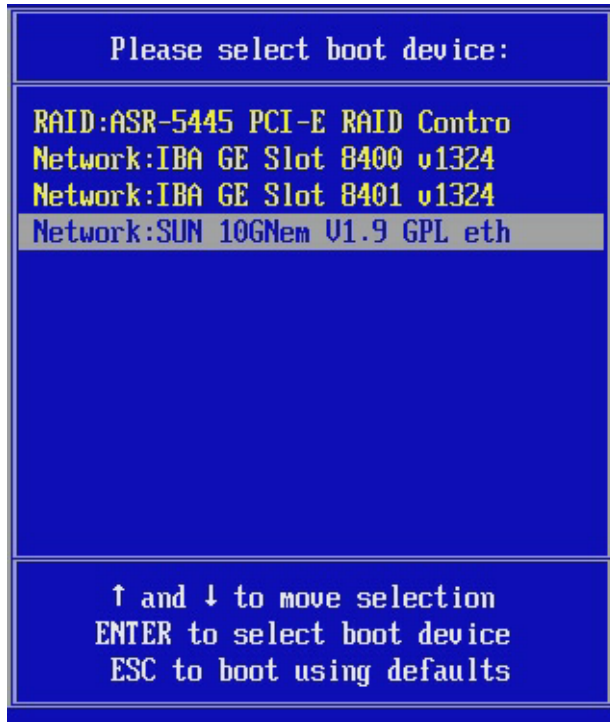 Please select boot device:
RAID:ASR-5445 PCI-E RAID Contro
Network:IBA GE Slot 8400 v1324
Network:IBA GE Slot 8401 v1324
Network:SUN 10GNem V1.9 GPL eth
↑ and ↓ to move selection
ENTER to select boot device
ESC to boot using defaults